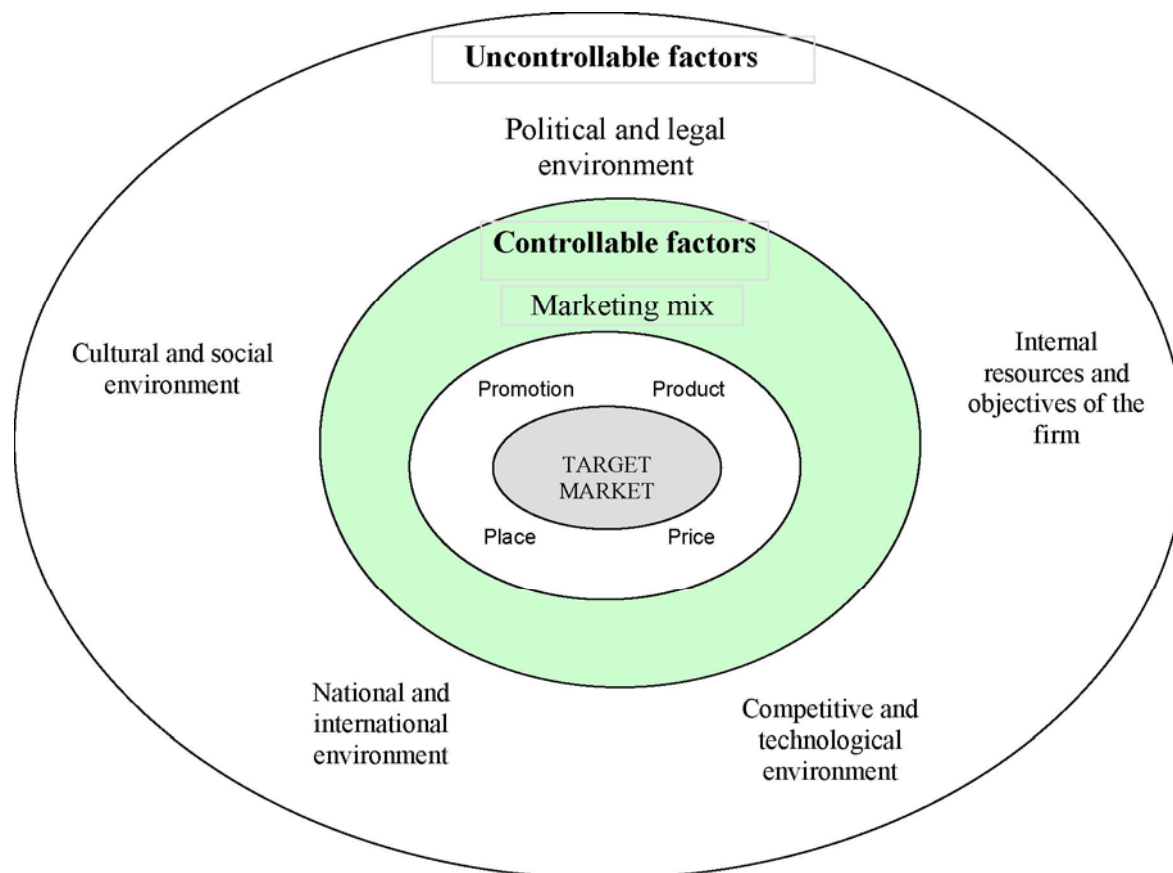 Uncontrollable factors
Political and legal
environment
Controllable factors
Marketing mix
Cultural and social
environment
Internal
resources and
objectives of the
firm
Promotion
Product
TARGET
MARKET
Place
Price
National and
international
environment
Competitive and
technological
environment